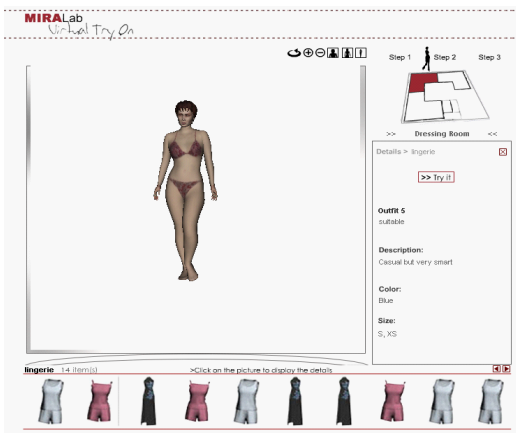 MIRALab
Virtual Try On
Step 1 Step 2 Step 3
>> Dressing Room <<
Details > lingerie
>> Try it
Outfit 5
suitable
Description:
Casual but very smart
Color:
Blue
Size:
S, XS
lingerie 14 item(s) >Click on the picture to display the details